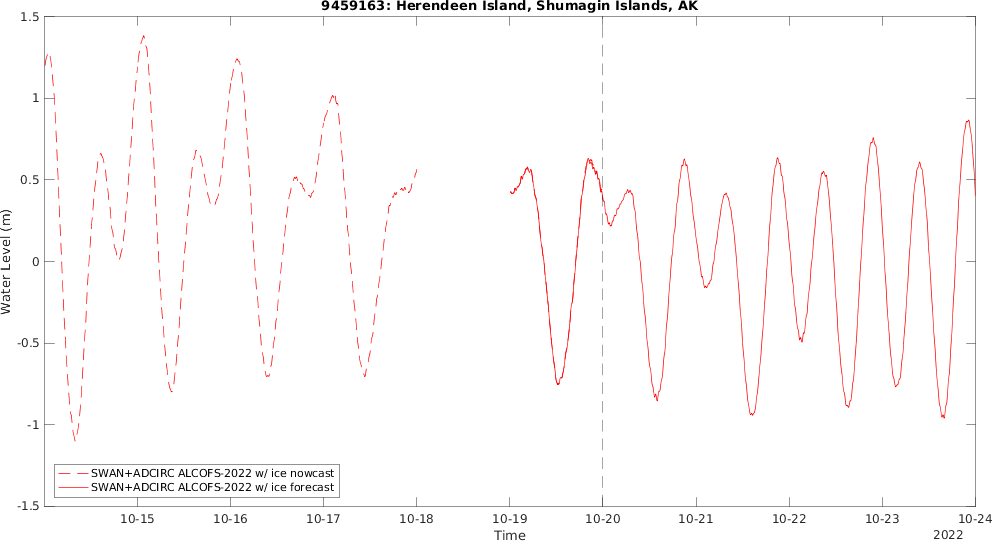 9459163: Herendeen Island, Shumagin Islands, AK
1.5
1
0.5
0
-0.5
-1
-1.5
Water Level (m)
SWAN+ADCIRC ALCOFS-2022 w/ ice nowcast
SWAN+ADCIRC ALCOFS-2022 w/ ice forecast
10-15 10-16 10-17 10-18 10-19 10-20 10-21 10-22 10-23 10-24
Time
2022